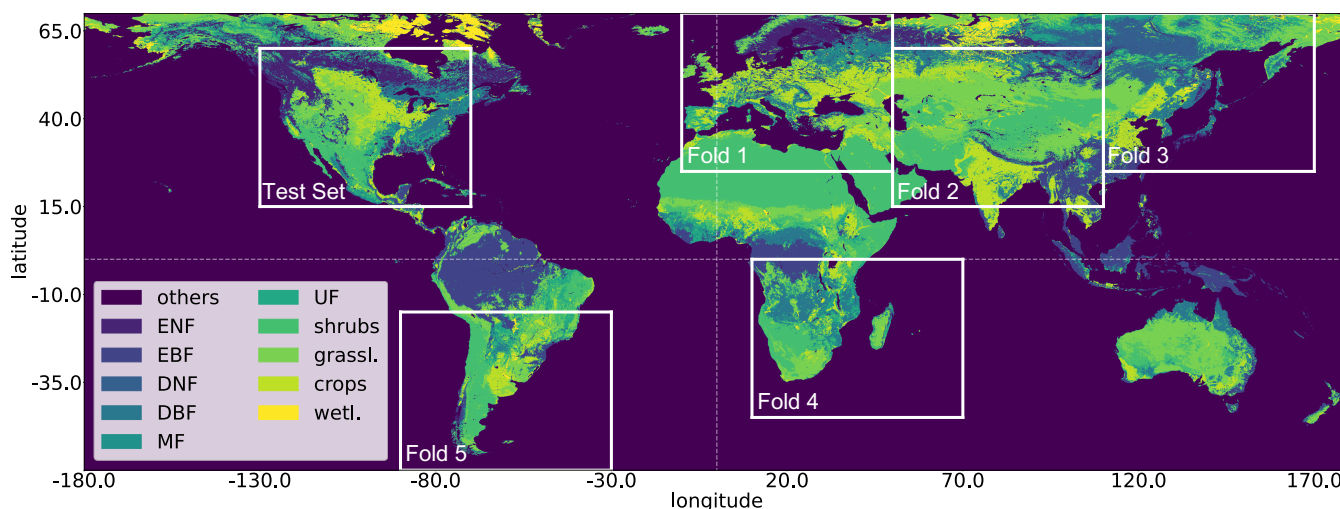 65.0
40.0
15.0
-10.0
-35.0
latitude
Test Set
Fold 1
Fold 2
Fold 3
Fold 4
Fold 5
others
ENF
EBF
DNF
DBF
MF
UF
shrubs
grassl.
crops
wetl.
-180.0 -130.0 -80.0 -30.0 20.0 70.0 120.0 170.0
longitude